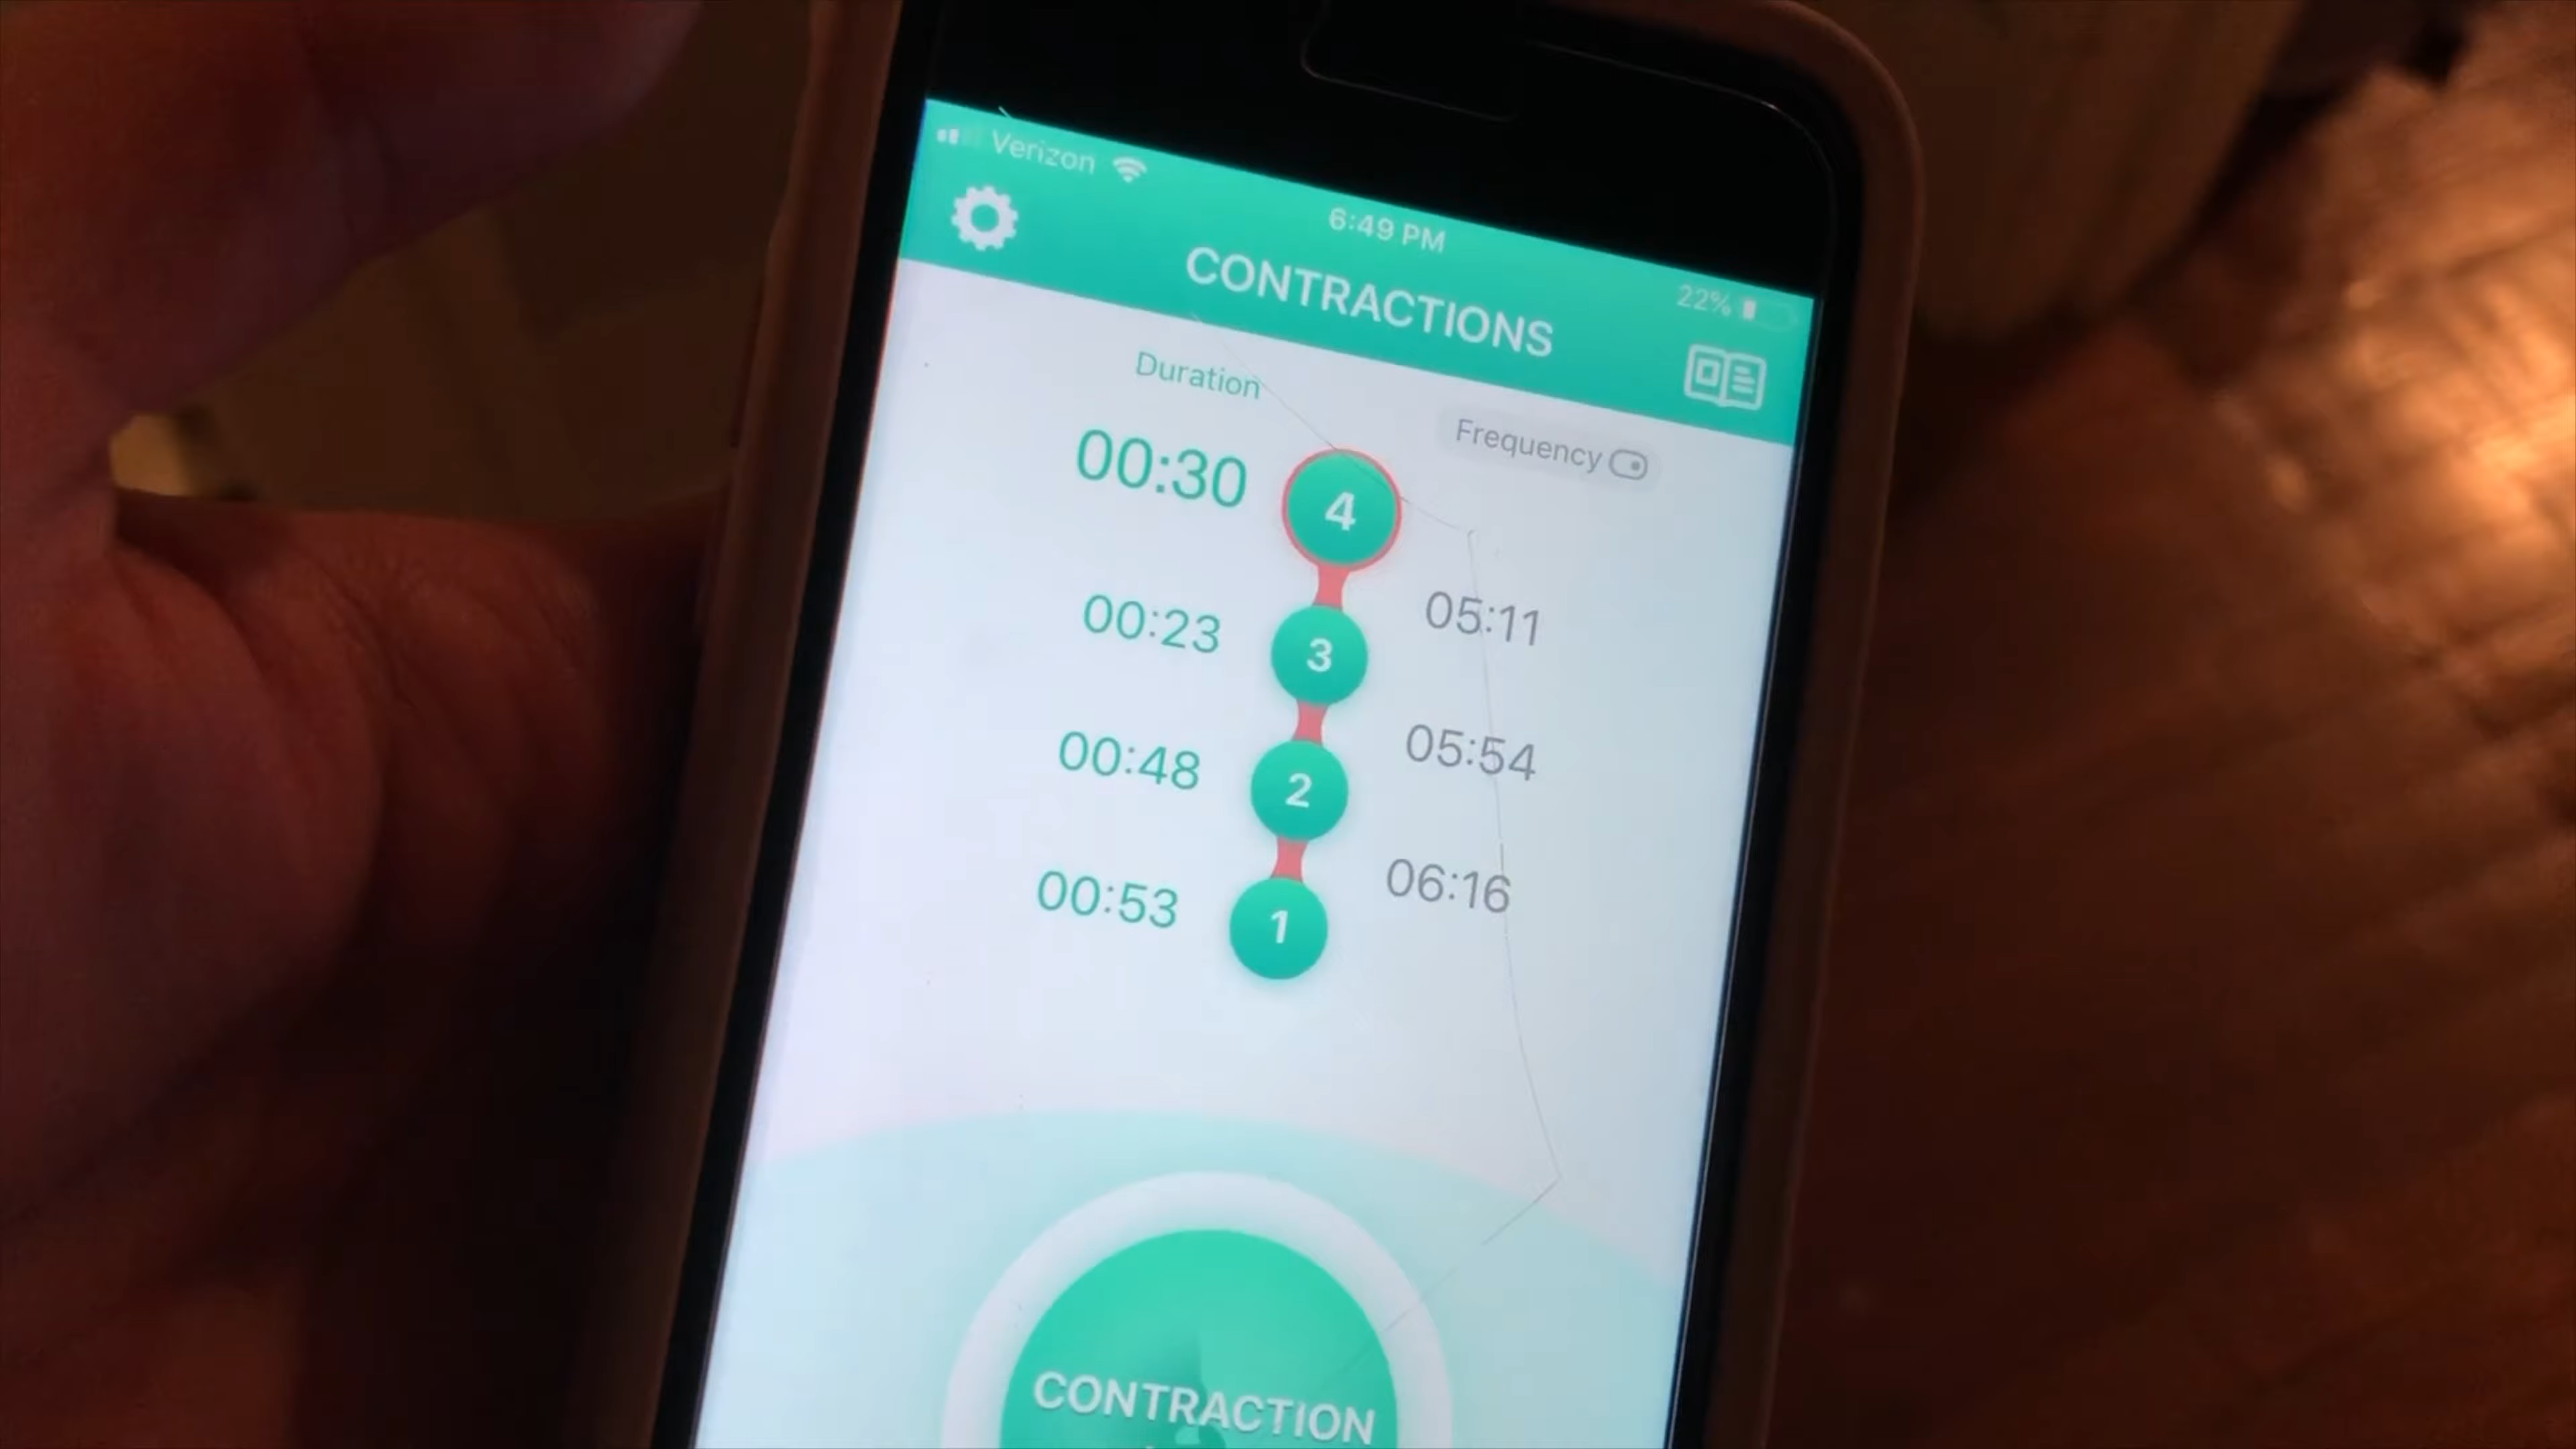 Verizon
6:49 PM
22%
CONTRACTIONS
Duration
Frequency
00:30
4
05:11
00:23
3
05:54
00:48
2
06:16
00:53
1
CONTRACTION